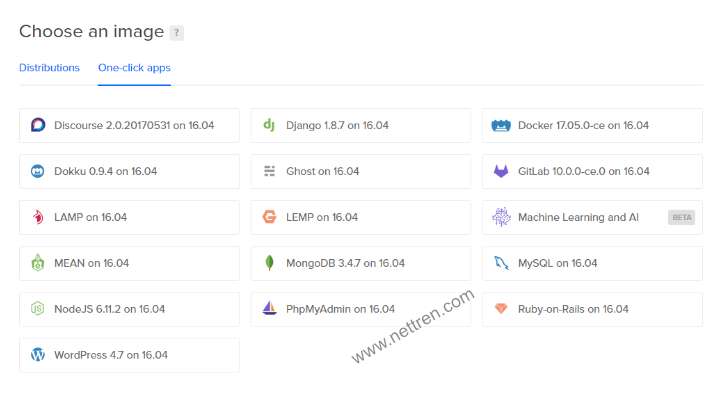 Choose an image ?
Distributions One-click apps
Discourse 2.0.20170531 on 16.04 Django 1.8.7 on 16.04 Docker 17.05.0-ce on 16.04
Dokku 0.9.4 on 16.04 Ghost on 16.04 GitLab 10.0.0-ce.0 on 16.04
LAMP on 16.04 LEMP on 16.04 Machine Learning and AI BETA
MEAN on 16.04 MongoDB 3.4.7 on 16.04 MySQL on 16.04
NodeJS 6.11.2 on 16.04 PhpMyAdmin on 16.04 Ruby-on-Rails on 16.04
WordPress 4.7 on 16.04
www.nettren.com